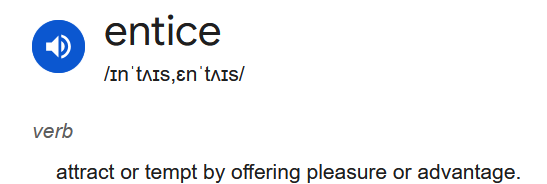 entice
/ɪnˈtʌɪs,ɛnˈtʌɪs/
verb
attract or tempt by offering pleasure or advantage.